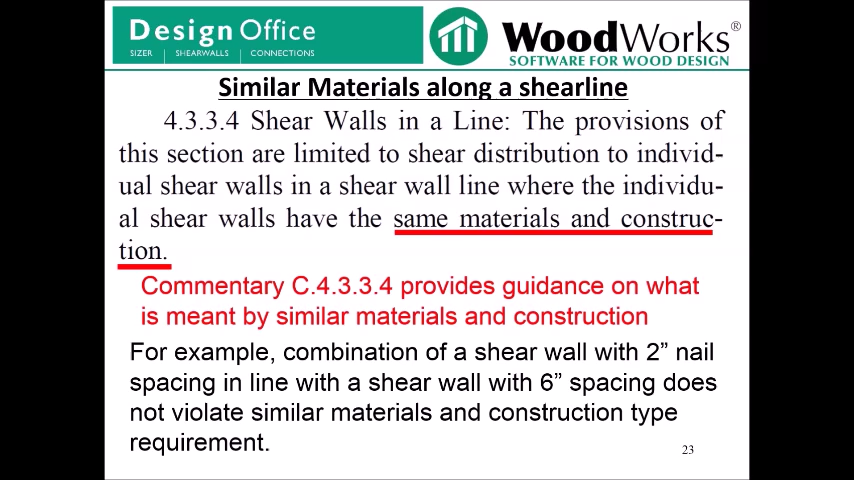 Design Office
SIZER | SHEARWALLS | CONNECTIONS
WoodWorks®
SOFTWARE FOR WOOD DESIGN
Similar Materials along a shearline
4.3.3.4 Shear Walls in a Line: The provisions of
this section are limited to shear distribution to individ-
ual shear walls in a shear wall line where the individu-
al shear walls have the same materials and construc-
tion.
Commentary C.4.3.3.4 provides guidance on what
is meant by similar materials and construction
For example, combination of a shear wall with 2” nail
spacing in line with a shear wall with 6” spacing does
not violate similar materials and construction type
requirement.
23